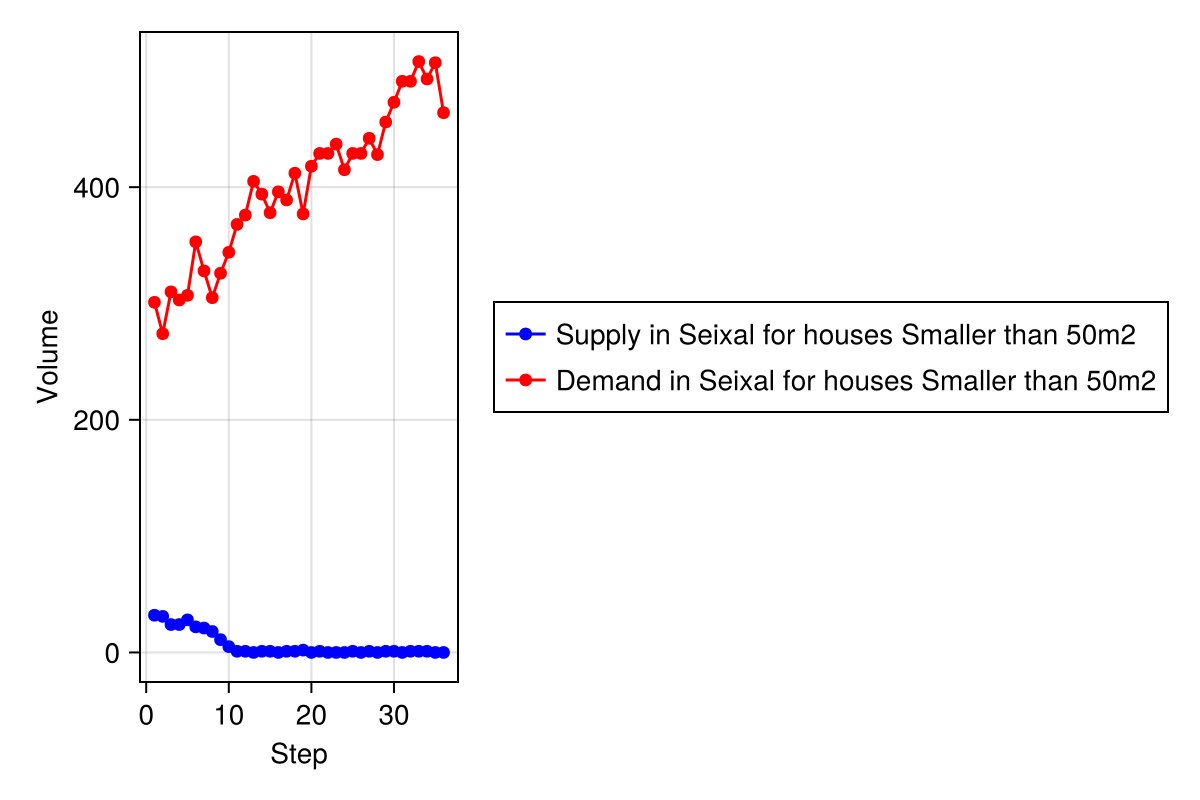 Volume
400
200
0
0 10 20 30
Step
Supply in Seixal for houses Smaller than 50m2
Demand in Seixal for houses Smaller than 50m2